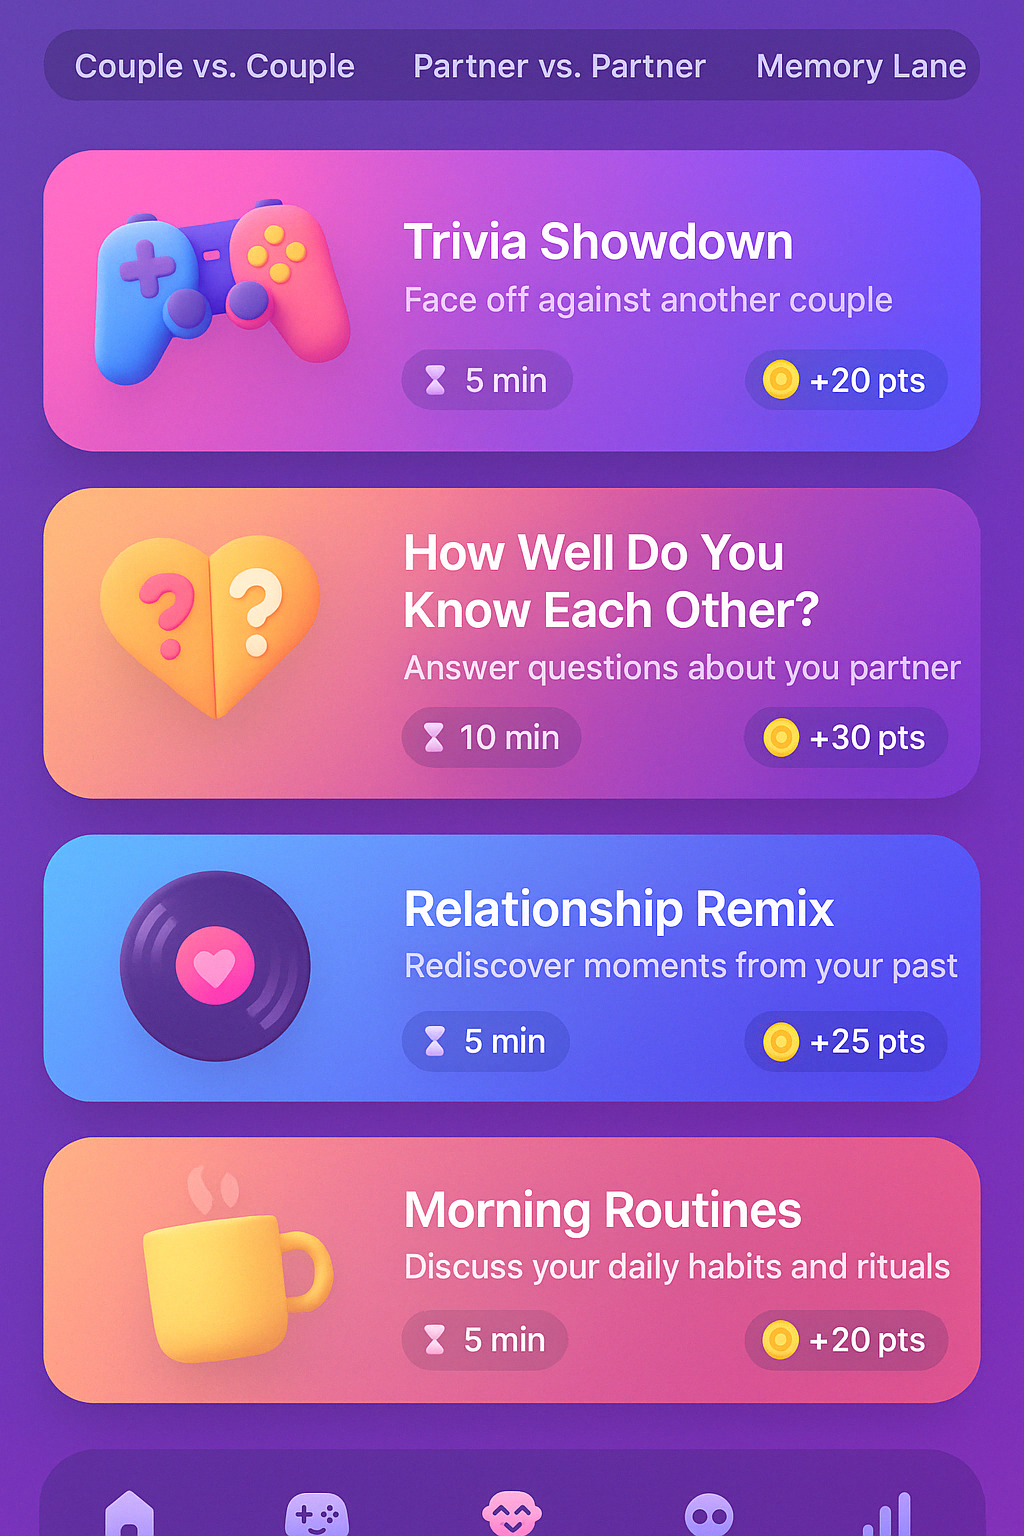 Couple vs. Couple Partner vs. Partner Memory Lane
Trivia Showdown
Face off against another couple
5 min +20 pts
How Well Do You
Know Each Other?
Answer questions about you partner
10 min +30 pts
Relationship Remix
Rediscover moments from your past
5 min +25 pts
Morning Routines
Discuss your daily habits and rituals
5 min +20 pts